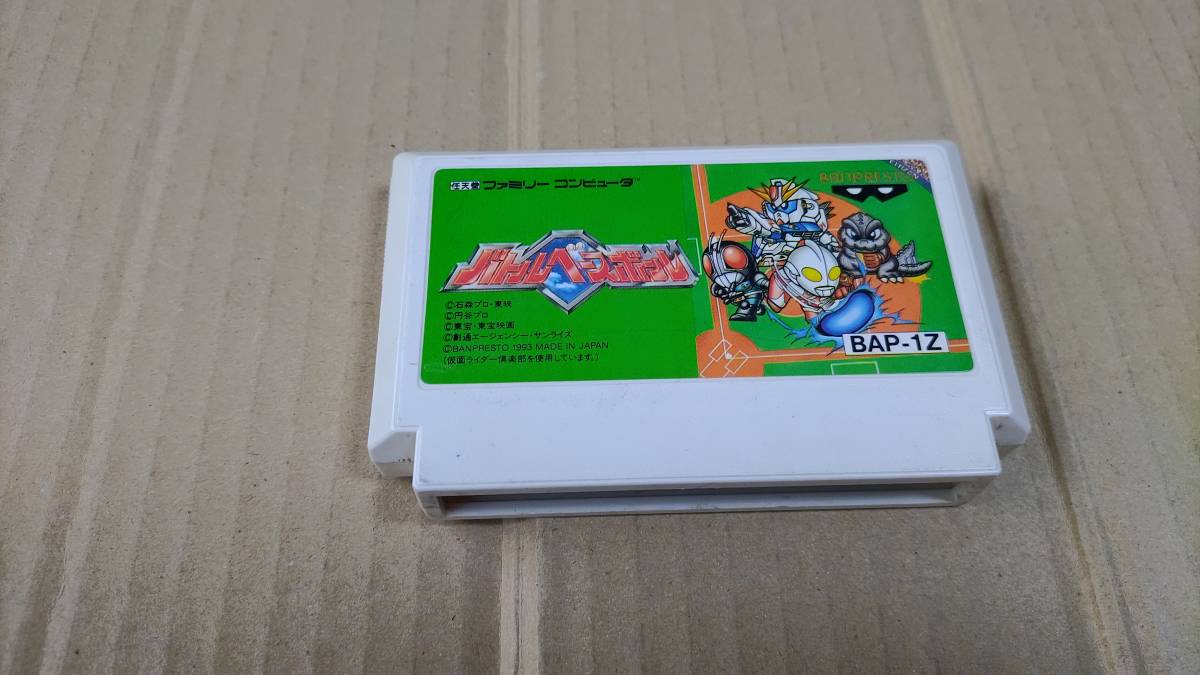 任天堂 ファミリー コンピュータ™
バトルベースボール
©石森プロ・東映
©円谷プロ
©東宝・東宝映画
©創通エージェンシー・サンライズ
©BANPRESTO 1993 MADE IN JAPAN
(仮面ライダー倶楽部を使用しています。)
BANPRESTO
BAP-1Z